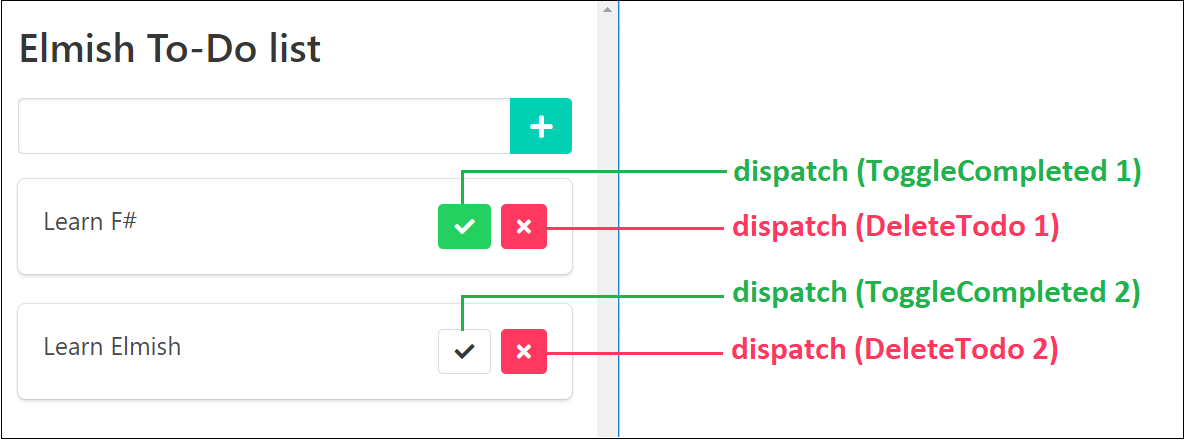 Elmish To-Do list
dispatch (ToggleCompleted 1)
Learn F#
dispatch (DeleteTodo 1)
dispatch (ToggleCompleted 2)
Learn Elmish
dispatch (DeleteTodo 2)